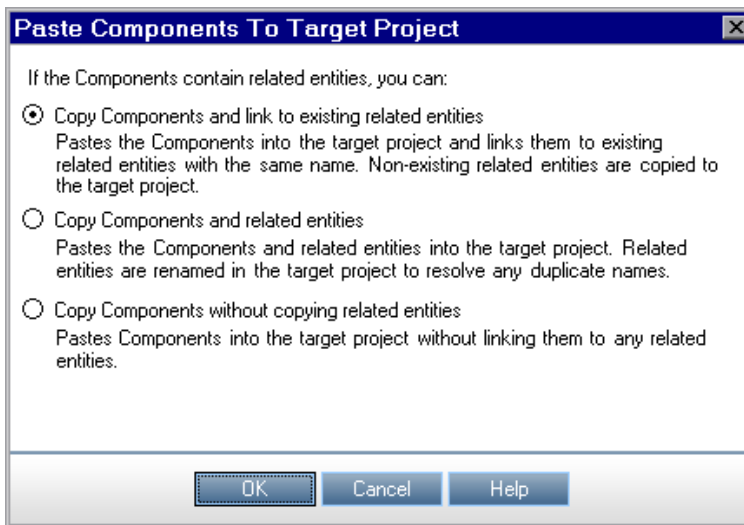 Paste Components To Target Project
If the Components contain related entities, you can:
Copy Components and link to existing related entities
Pastes the Components into the target project and links them to existing
related entities with the same name. Non-existing related entities are copied to
the target project.
Copy Components and related entities
Pastes the Components and related entities into the target project. Related
entities are renamed in the target project to resolve any duplicate names.
Copy Components without copying related entities
Pastes Components into the target project without linking them to any related
entities.
OK Cancel Help